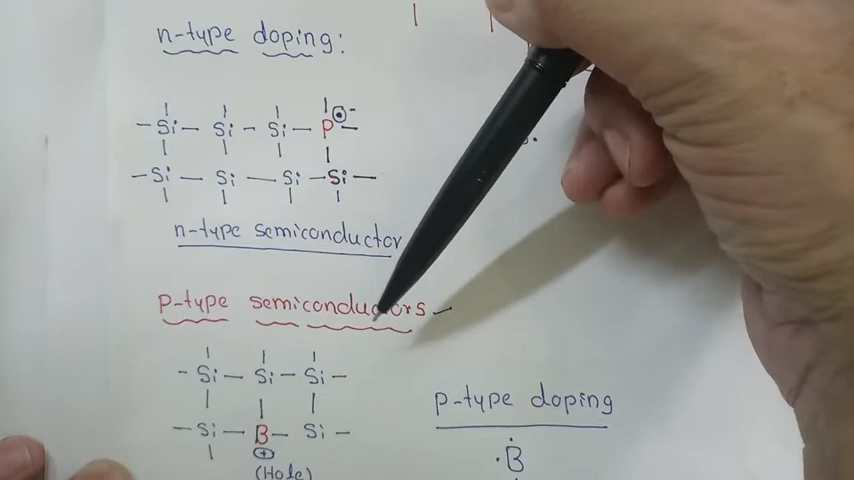 n-type doping:
-Si- Si - Si - P -
-Si - Si - Si -Si -
n-type semiconductor
p-type semiconductors
- Si - Si - Si -
- Si - B - Si -
+
(Hole)
p-type doping
B